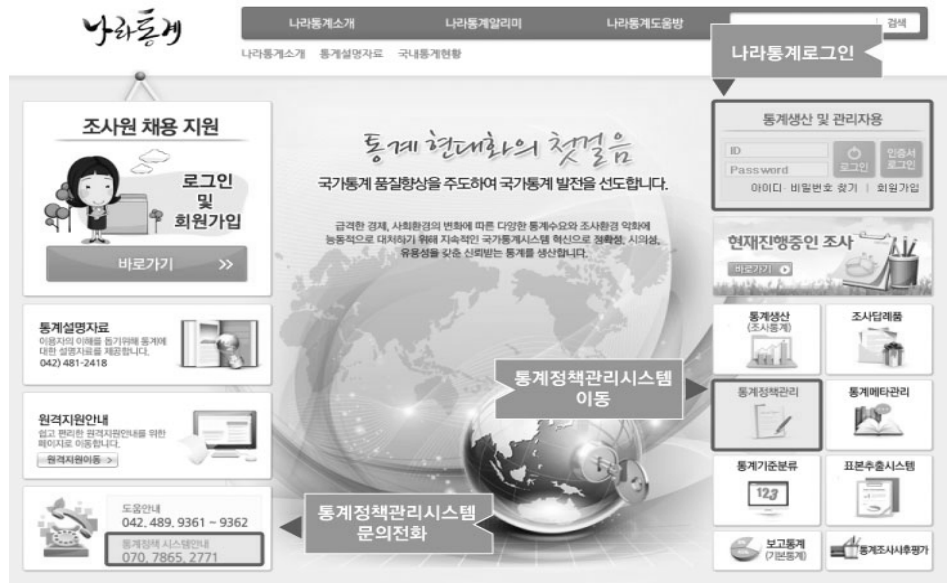 나라통계
나라통계소개
나라통계알리미
나라통계도움방
검색
나라통계소개 통계설명자료 국내통계현황
나라통계로그인
조사원 채용 지원
로그인
및
회원가입
바로가기 >>
통계 현대화의 첫걸음
국가통계 품질향상을 주도하여 국가통계 발전을 선도합니다.
급격한 경제, 사회환경의 변화에 따른 다양한 통계수요와 조사환경 악화에
능동적으로 대처하기 위해 지속적인 국가통계시스템 혁신으로 정확성, 시의성,
유용성을 갖춘 신뢰받는 통계를 생산합니다.
통계생산 및 관리자용
ID
Password
로그인
인증서
로그인
아이디· 비밀번호 찾기 | 회원가입
현재진행중인 조사
바로가기
통계설명자료
이용자의 이해를 돕기위해 통계에
대한 설명자료를 제공합니다.
042) 481-2418
통계생산
(조사통계)
조사답례품
통계정책관리시스템
이동
통계정책관리
통계메타관리
원격지원안내
쉽고 편리한 원격지원안내를 위한
페이지로 이동합니다.
원격지원이동 >
통계기준분류
123
표본추출시스템
도움안내
042. 489. 9361 ~ 9362
통계정책 시스템안내
070. 7865. 2771
통계정책관리시스템
문의전화
보고통계
(기본통계)
통계조사사후평가